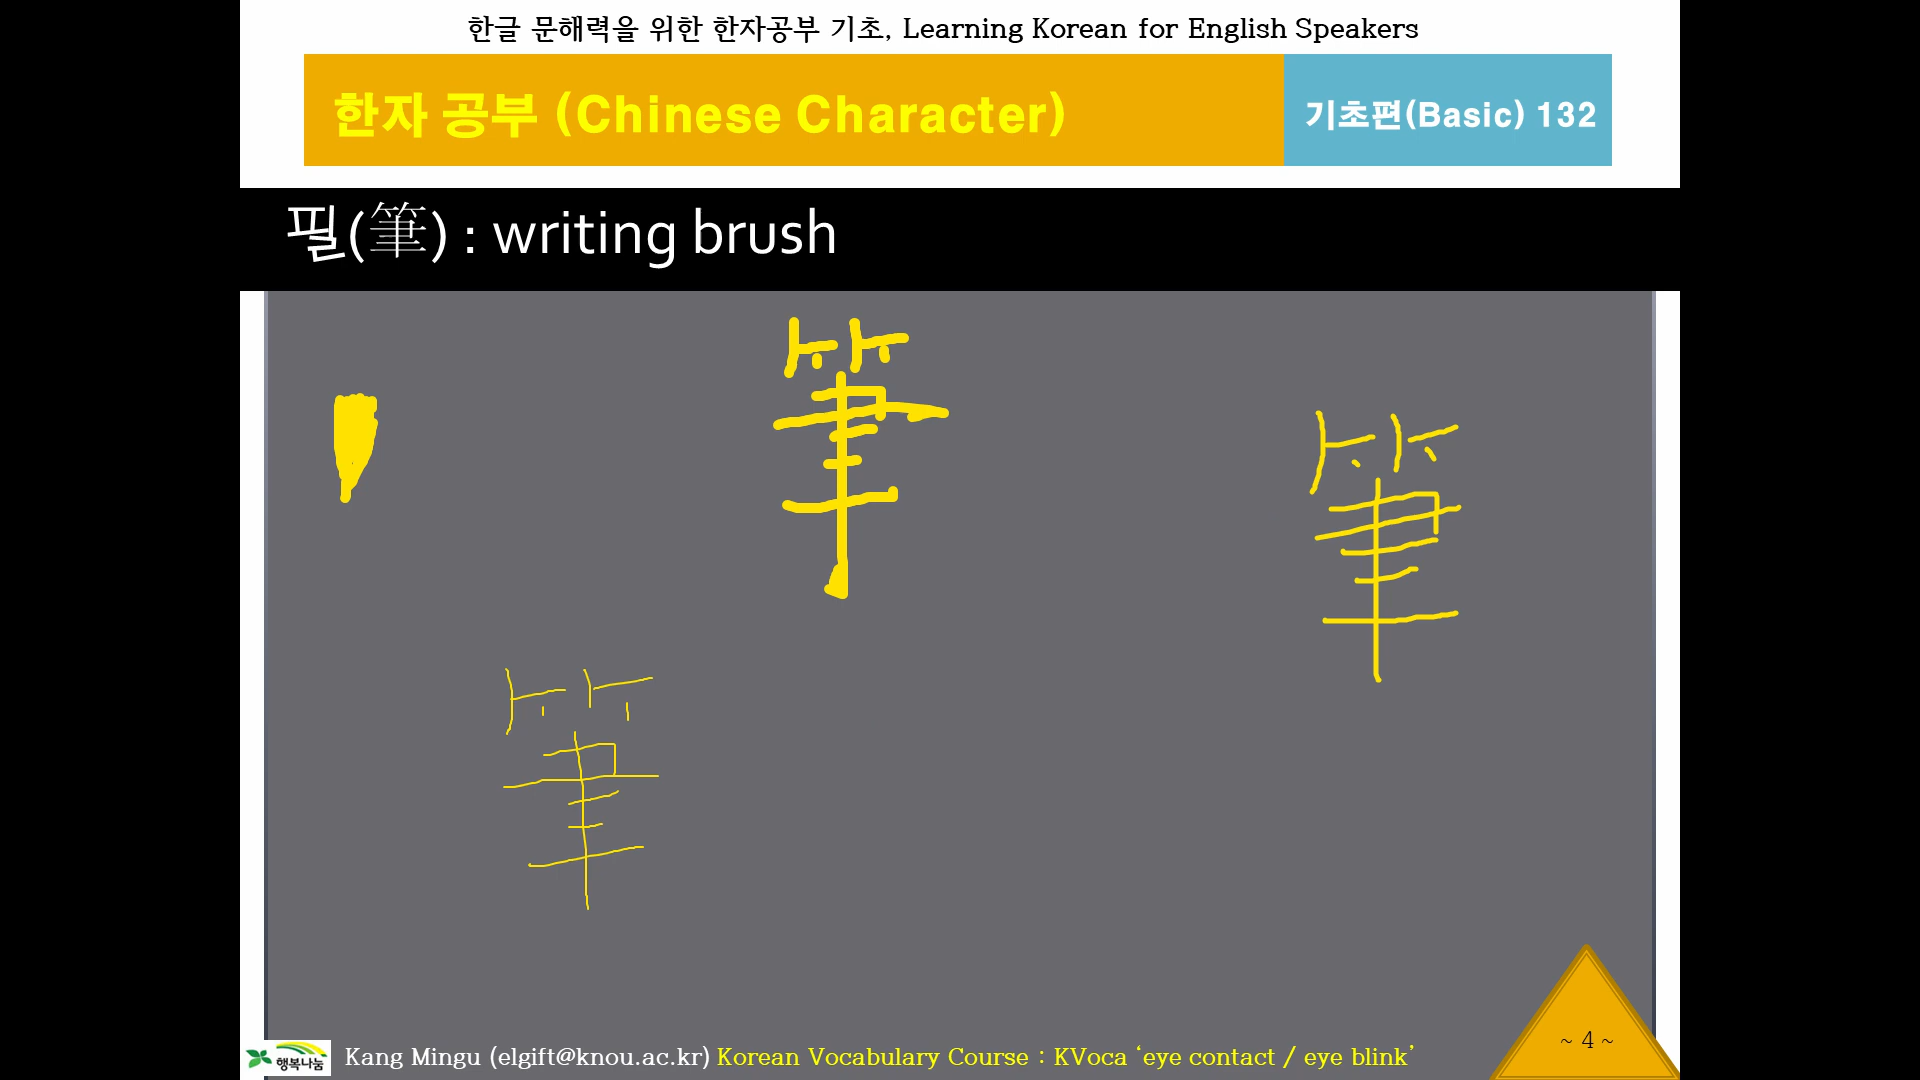 한글 문해력을 위한 한자공부 기초, Learning Korean for English Speakers
한자 공부 (Chinese Character)
기초편(Basic) 132
필(筆) : writing brush
筆
筆
筆
행복나눔
Kang Mingu (elgift@knou.ac.kr) Korean Vocabulary Course : KVoca ‘eye contact / eye blink’
~ 4 ~